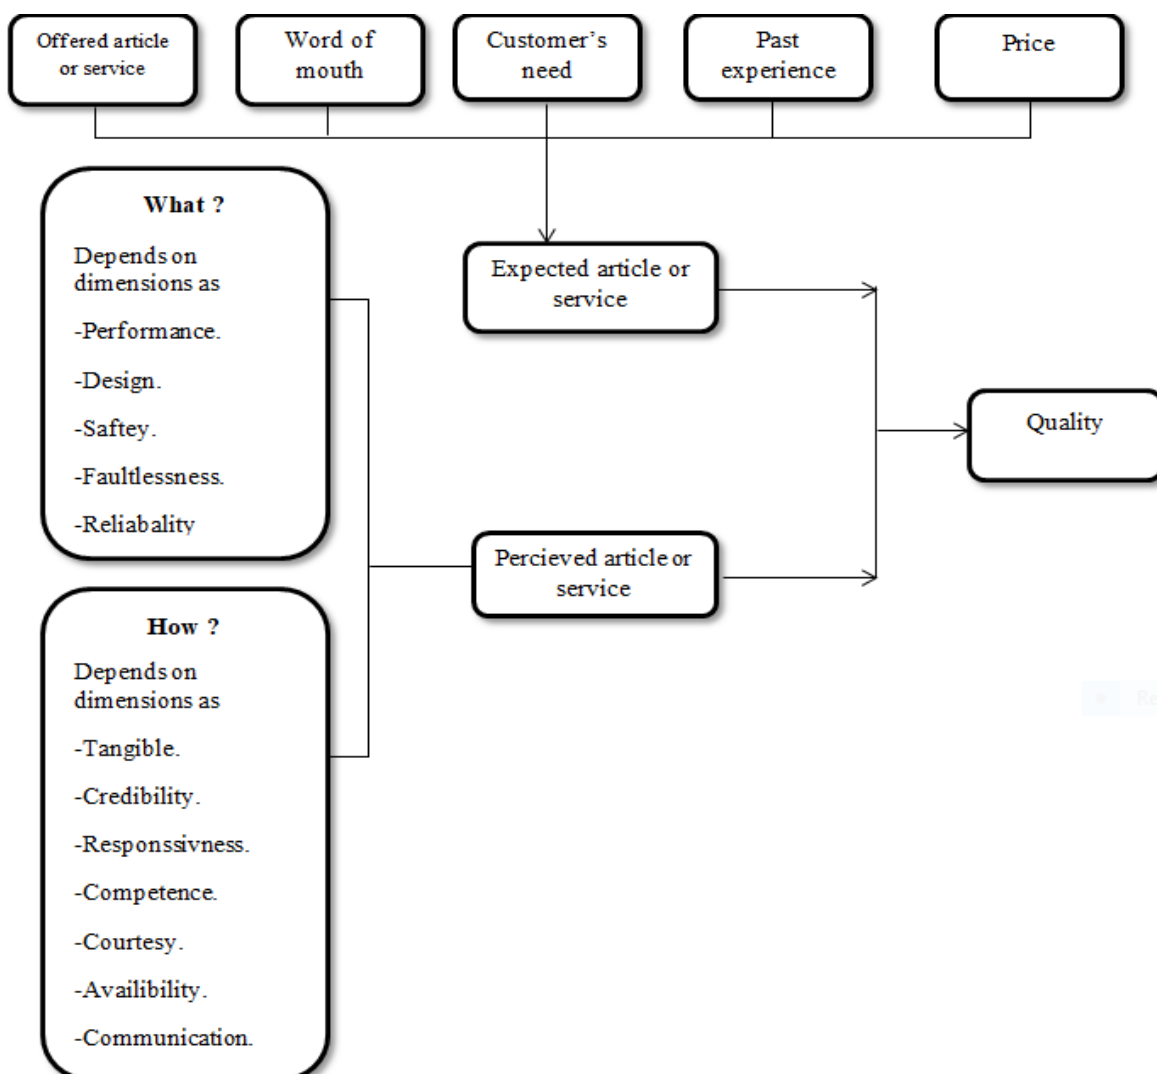 Offered article
or service
Word of
mouth
Customer’s
need
Past
experience
Price
What ?
Depends on
dimensions as
-Performance.
-Design.
-Saftey.
-Faultlessness.
-Reliabality
Expected article or
service
Quality
Percieved article or
service
How ?
Depends on
dimensions as
-Tangible.
-Credibility.
-Responssivness.
-Competence.
-Courtesy.
-Availibility.
-Communication.